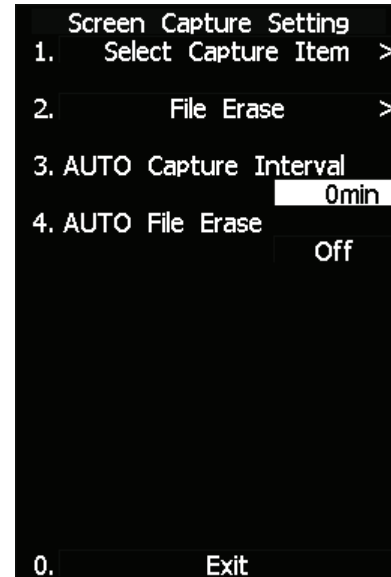 Screen Capture Setting
1. Select Capture Item >
2. File Erase >
3. AUTO Capture Interval
0min
4. AUTO File Erase
Off
0. Exit